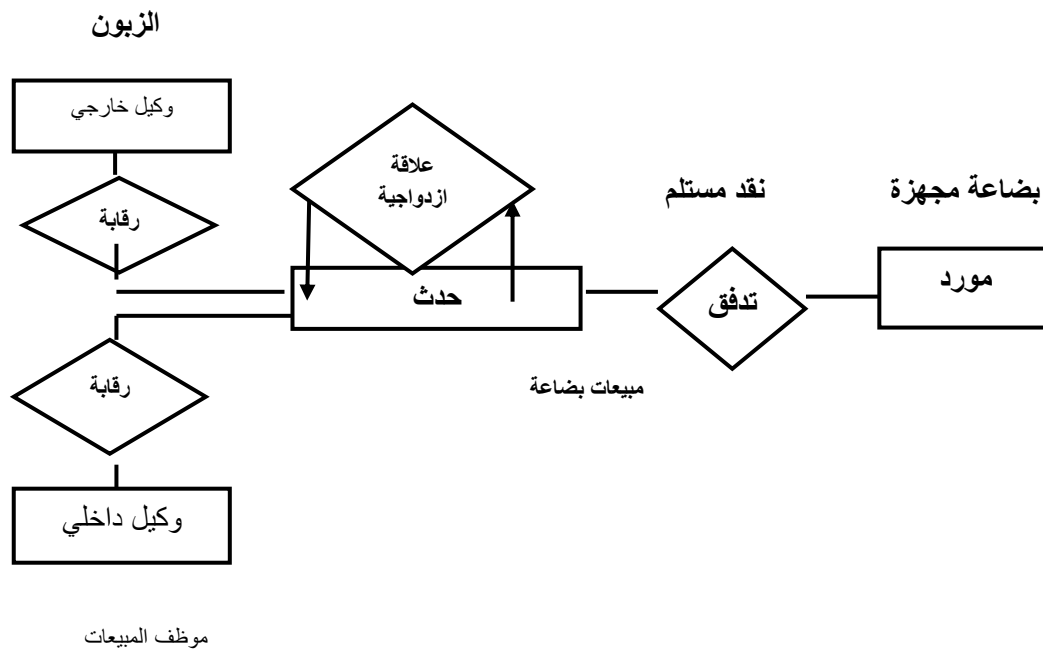 الزبون
وكيل خارجي
علاقة
ازدواجية
رقابة
نقد مستلم
بضاعة مجهزة
حدث
تدفق
مورد
مبيعات بضاعة
رقابة
وكيل داخلي
موظف المبيعات